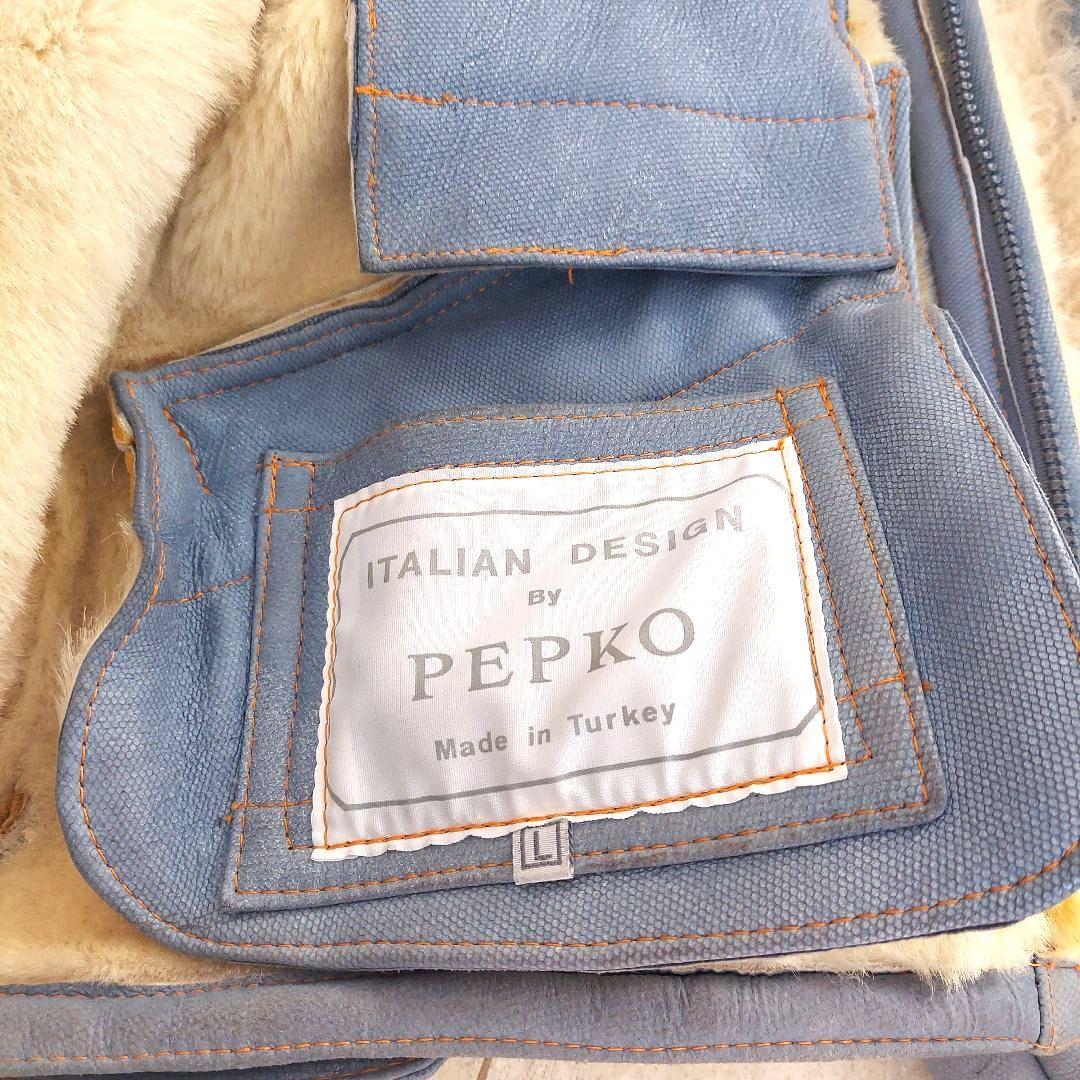 ITALIAN DESIGN
By
PEPKO
Made in Turkey
L